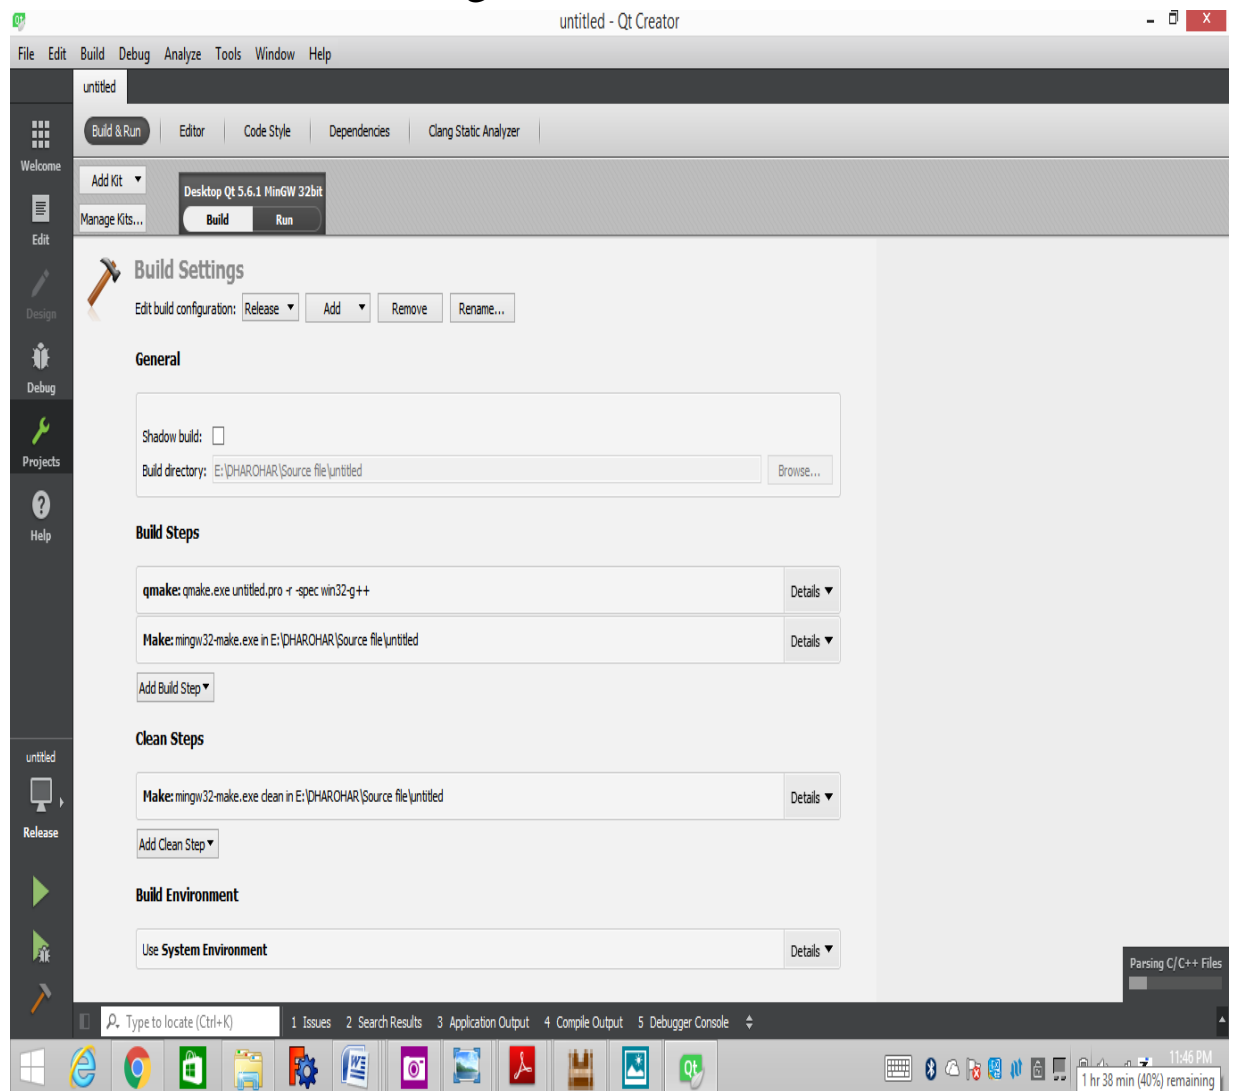 untitled - Qt Creator
X
File Edit Build Debug Analyze Tools Window Help
untitled
Build & Run Editor Code Style Dependencies Clang Static Analyzer
Welcome
Add Kit
Desktop Qt 5.6.1 MinGW 32bit
Manage Kits...
Build Run
Edit
Build Settings
Edit build configuration: Release Add Remove Rename...
Design
General
Debug
Shadow build:
Projects
Build directory: E:\DHAROHAR\Source file\untitled Browse...
Help
Build Steps
qmake: qmake.exe untitled.pro -r -spec win32-g++ Details
Make: mingw32-make.exe in E:\DHAROHAR\Source file\untitled Details
Add Build Step
Clean Steps
untitled
Make: mingw32-make.exe clean in E:\DHAROHAR\Source file\untitled Details
Release
Add Clean Step
Build Environment
Use System Environment Details
Parsing C/C++ Files
Type to locate (Ctrl+K) 1 Issues 2 Search Results 3 Application Output 4 Compile Output 5 Debugger Console
11:46 PM
1 hr 38 min (40%) remaining